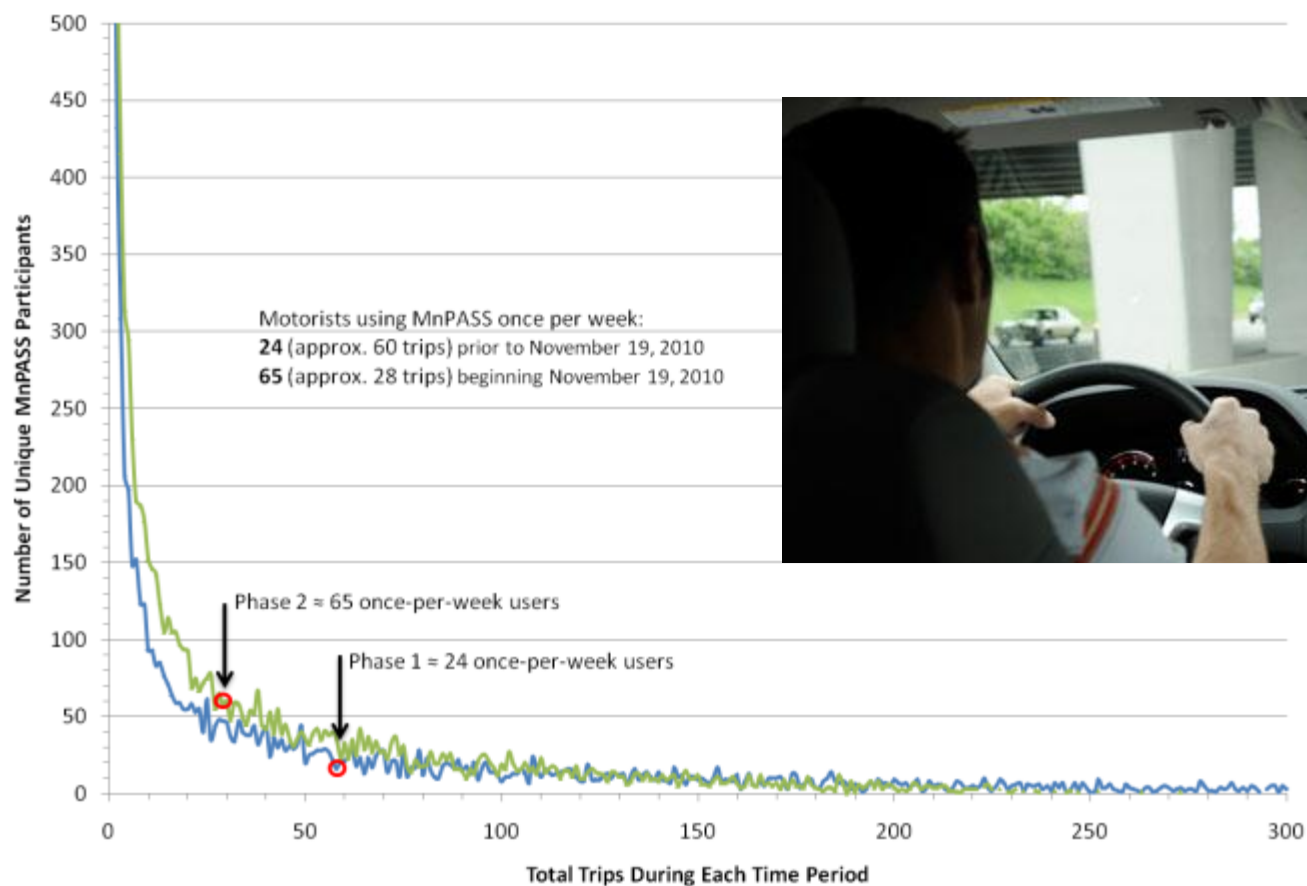 500
450
400
350
300
250
200
150
100
50
0
Number of Unique MnPASS Participants
Motorists using MnPASS once per week:
24 (approx. 60 trips) prior to November 19, 2010
65 (approx. 28 trips) beginning November 19, 2010
Phase 2 ≈ 65 once-per-week users
Phase 1 ≈ 24 once-per-week users
0 50 100 150 200 250 300
Total Trips During Each Time Period